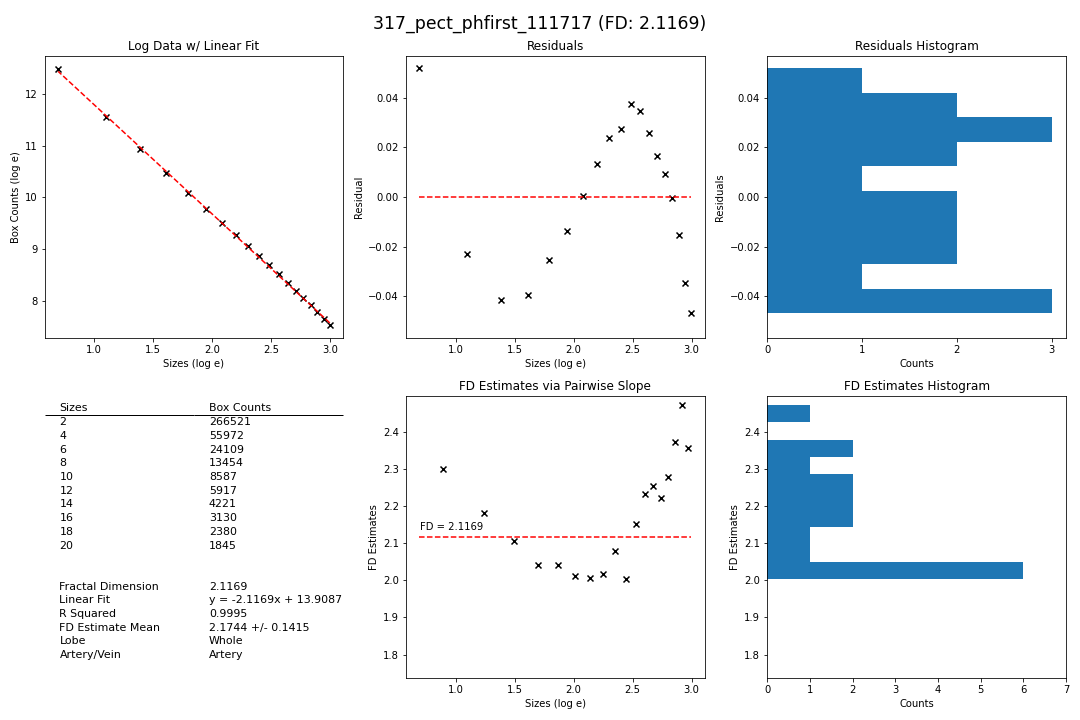 317_pect_phfirst_111717 (FD: 2.1169)
Log Data w/ Linear Fit
12
11
10
9
8
1.0 1.5 2.0 2.5 3.0
Box Counts (log e)
Sizes (log e)
Residuals
0.04
0.02
0.00
−0.02
−0.04
1.0 1.5 2.0 2.5 3.0
Residual
Sizes (log e)
Residuals Histogram
0.04
0.02
0.00
−0.02
−0.04
0 1 2 3
Residuals
Counts
Sizes Box Counts
2 266521
4 55972
6 24109
8 13454
10 8587
12 5917
14 4221
16 3130
18 2380
20 1845
Fractal Dimension 2.1169
Linear Fit y = -2.1169x + 13.9087
R Squared 0.9995
FD Estimate Mean 2.1744 +/- 0.1415
Lobe Whole
Artery/Vein Artery
FD Estimates via Pairwise Slope
2.4
2.3
2.2
2.1
2.0
1.9
1.8
FD = 2.1169
1.0 1.5 2.0 2.5 3.0
FD Estimates
Sizes (log e)
FD Estimates Histogram
2.4
2.3
2.2
2.1
2.0
1.9
1.8
0 1 2 3 4 5 6 7
FD Estimates
Counts